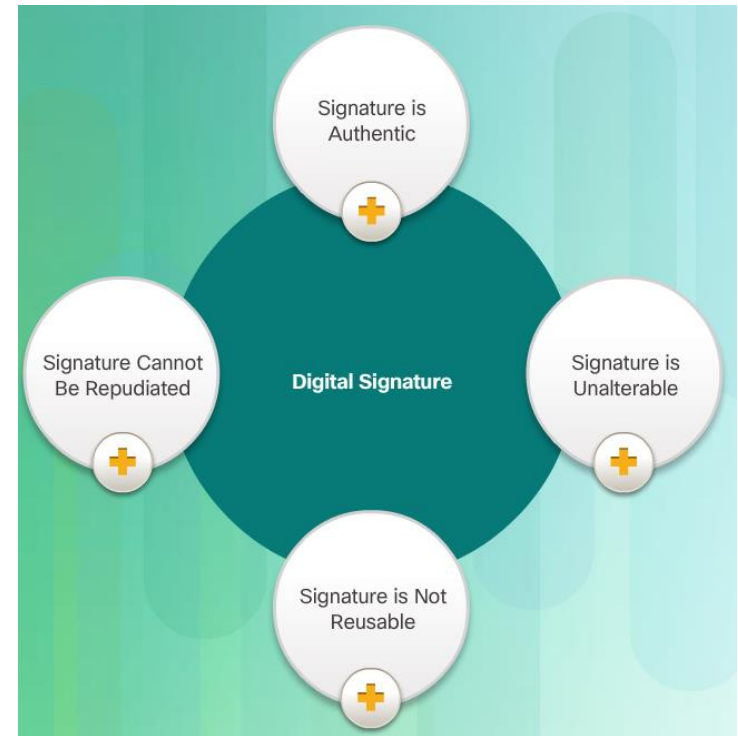 Signature is
Authentic
Signature Cannot
Be Repudiated
Digital Signature
Signature is
Unalterable
Signature is Not
Reusable